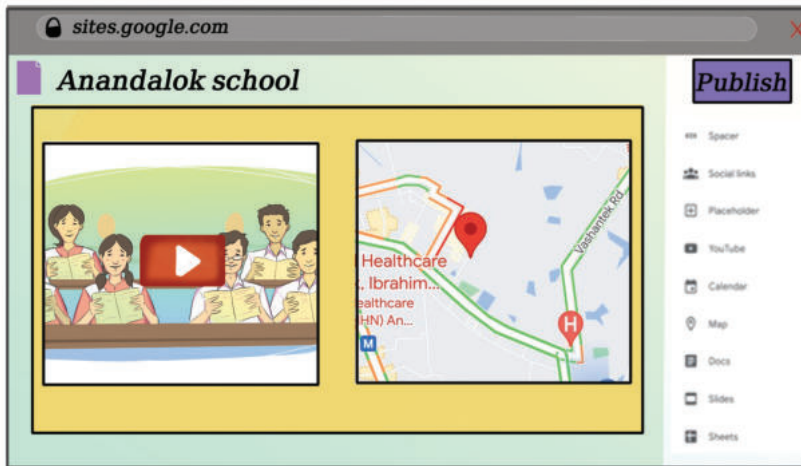 sites.google.com
X
Anandalok school
Publish
Spacer
Social links
Placeholder
YouTube
Calendar
Map
Docs
Slides
Sheets
Vashantek Rd
Healthcare
. Ibrahim...
ealthcare
HN) An...
M
H